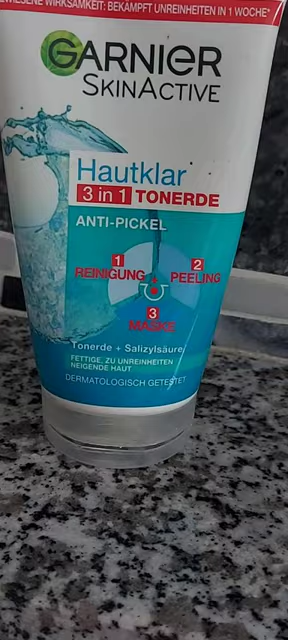 WIESENE WIRKSAMKEIT: BEKÄMPFT UNREINHEITEN IN 1 WOCHE*
GARNIER
SKINACTIVE
Hautklar
3 in 1 TONERDE
ANTI-PICKEL
1
REINIGUNG
2
PEELING
3
MASKE
Tonerde + Salizylsäure
FETTIGE, ZU UNREINHEITEN
NEIGENDE HAUT
DERMATOLOGISCH GETESTET